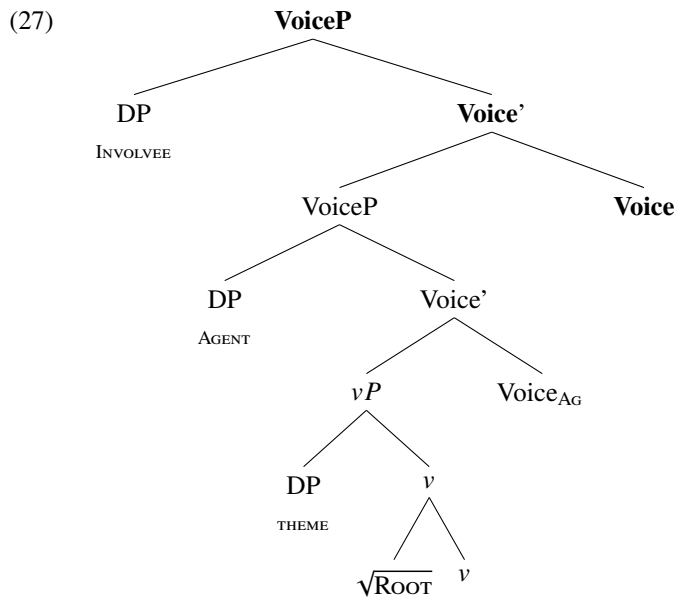 (27) VoiceP
DP Voice’
INVOLVEE
VoiceP Voice
DP Voice’
AGENT
vP VoiceAG
DP v
THEME
√ROOT v